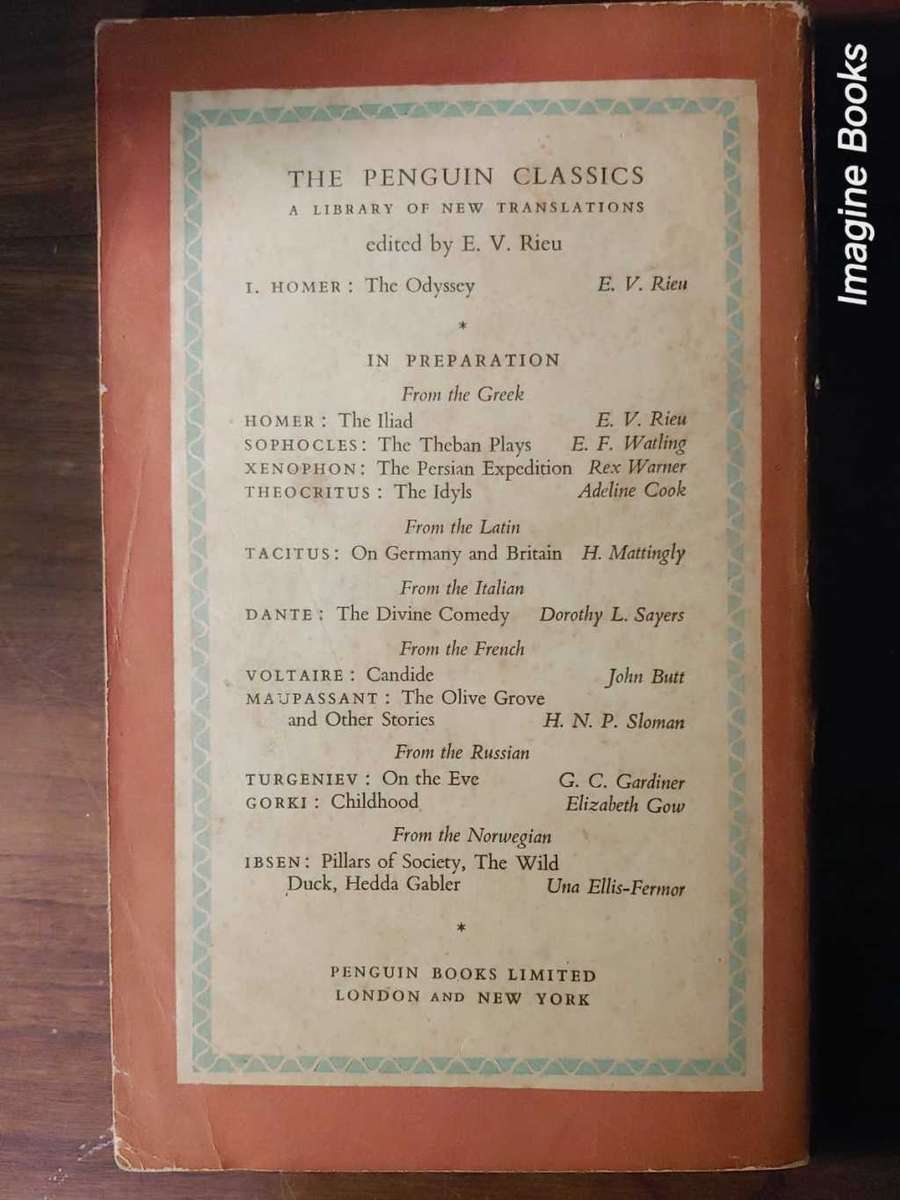 THE PENGUIN CLASSICS
A LIBRARY OF NEW TRANSLATIONS
edited by E. V. Rieu
I. HOMER : The Odyssey E. V. Rieu
*
IN PREPARATION
From the Greek
HOMER : The Iliad E. V. Rieu
SOPHOCLES : The Theban Plays E. F. Watling
XENOPHON : The Persian Expedition Rex Warner
THEOCRITUS : The Idyls Adeline Cook
From the Latin
TACITUS : On Germany and Britain H. Mattingly
From the Italian
DANTE : The Divine Comedy Dorothy L. Sayers
From the French
VOLTAIRE : Candide John Butt
MAUPASSANT : The Olive Grove
and Other Stories H. N. P. Sloman
From the Russian
TURGENIEV : On the Eve G. C. Gardiner
GORKI : Childhood Elizabeth Gow
From the Norwegian
IBSEN : Pillars of Society, The Wild
Duck, Hedda Gabler Una Ellis-Fermor
*
PENGUIN BOOKS LIMITED
LONDON AND NEW YORK
Imagine Books